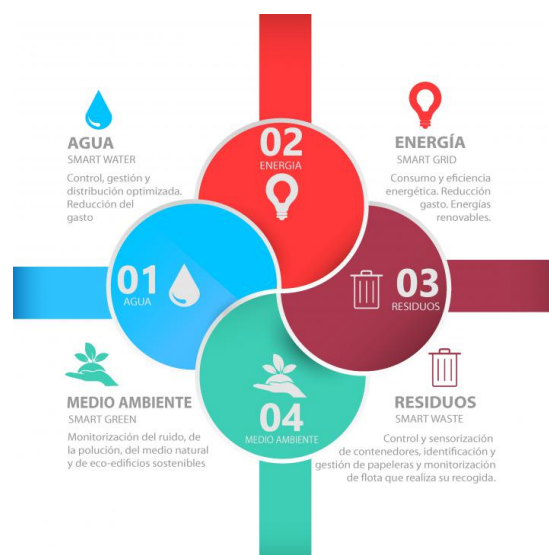 AGUA
SMART WATER
Control, gestión y
distribución optimizada.
Reducción del
gasto
02
ENERGIA
ENERGÍA
SMART GRID
Consumo y eficiencia
energética. Reducción
gasto. Energías
renovables.
01
AGUA
03
RESIDUOS
04
MEDIO AMBIENTE
MEDIO AMBIENTE
SMART GREEN
Monitorización del ruido, de
la polución, del medio natural
y de eco-edificios sostenibles
RESIDUOS
SMART WASTE
Control y sensorización
de contenedores, identificación y
gestión de papeleras y monitorización
de flota que realiza su recogida.